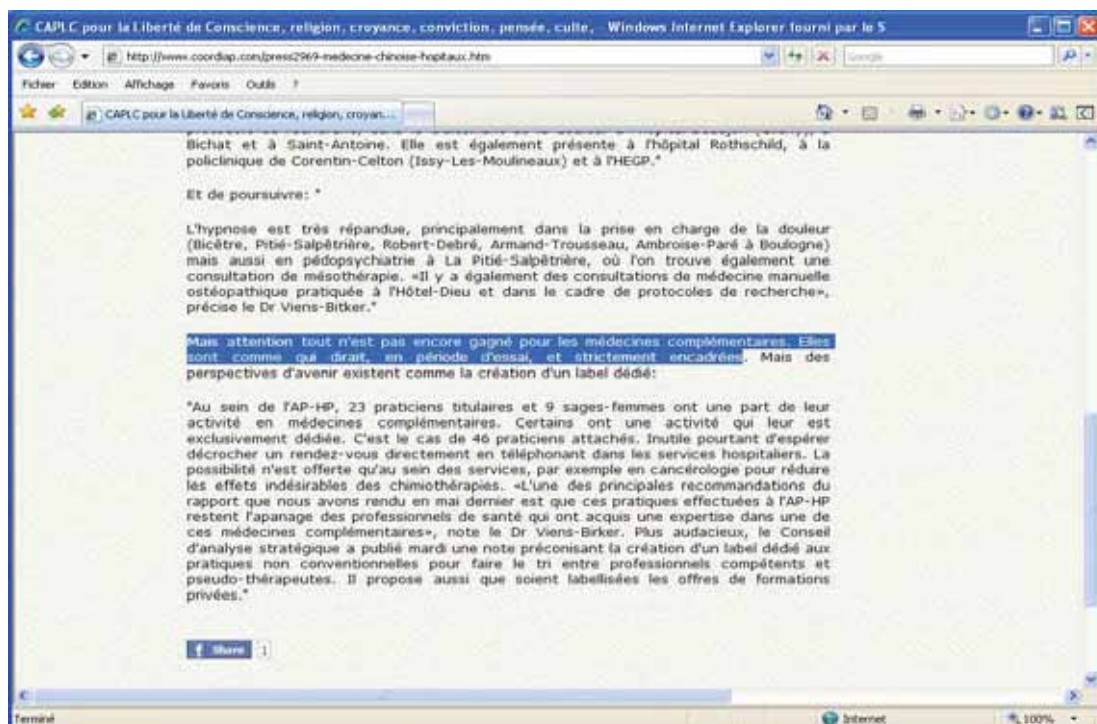 CAPLC pour la Liberté de Conscience, religion, croyance, conviction, pensée, culte, Windows Internet Explorer fourni par le S
http://www.coordiap.com/press2969-medecine-chinoise-hopitaux.htm
Google
Fichier Edition Affichage Favoris Outils ?
CAPLC pour la Liberté de Conscience, religion, croyan...
Bichat et à Saint-Antoine. Elle est également présente à l'hôpital Rothschild, à la
policlinique de Corentin-Celton (Issy-Les-Moulineaux) et à l'HEGP."
Et de poursuivre: "
L'hypnose est très répandue, principalement dans la prise en charge de la douleur
(Bicêtre, Pitié-Salpêtrière, Robert-Debré, Armand-Trousseau, Ambroise-Paré à Boulogne)
mais aussi en pédopsychiatrie à La Pitié-Salpêtrière, où l'on trouve également une
consultation de mésothérapie. «Il y a également des consultations de médecine manuelle
ostéopathique pratiquée à l'Hôtel-Dieu et dans le cadre de protocoles de recherche»,
précise le Dr Viens-Bitker."
Mais attention tout n'est pas encore gagné pour les médecines complémentaires. Elles
sont comme qui dirait, en période d'essai, et strictement encadrées. Mais des
perspectives d'avenir existent comme la création d'un label dédié:
"Au sein de l'AP-HP, 23 praticiens titulaires et 9 sages-femmes ont une part de leur
activité en médecines complémentaires. Certains ont une activité qui leur est
exclusivement dédiée. C'est le cas de 46 praticiens attachés. Inutile pourtant d'espérer
décrocher un rendez-vous directement en téléphonant dans les services hospitaliers. La
possibilité n'est offerte qu'au sein des services, par exemple en cancérologie pour réduire
les effets indésirables des chimiothérapies. «L'une des principales recommandations du
rapport que nous avons rendu en mai dernier est que ces pratiques effectuées à l'AP-HP
restent l'apanage des professionnels de santé qui ont acquis une expertise dans une de
ces médecines complémentaires», note le Dr Viens-Birker. Plus audacieux, le Conseil
d'analyse stratégique a publié mardi une note préconisant la création d'un label dédié aux
pratiques non conventionnelles pour faire le tri entre professionnels compétents et
pseudo-thérapeutes. Il propose aussi que soient labellisées les offres de formations
privées."
f Share 1
Terminé Internet 100%